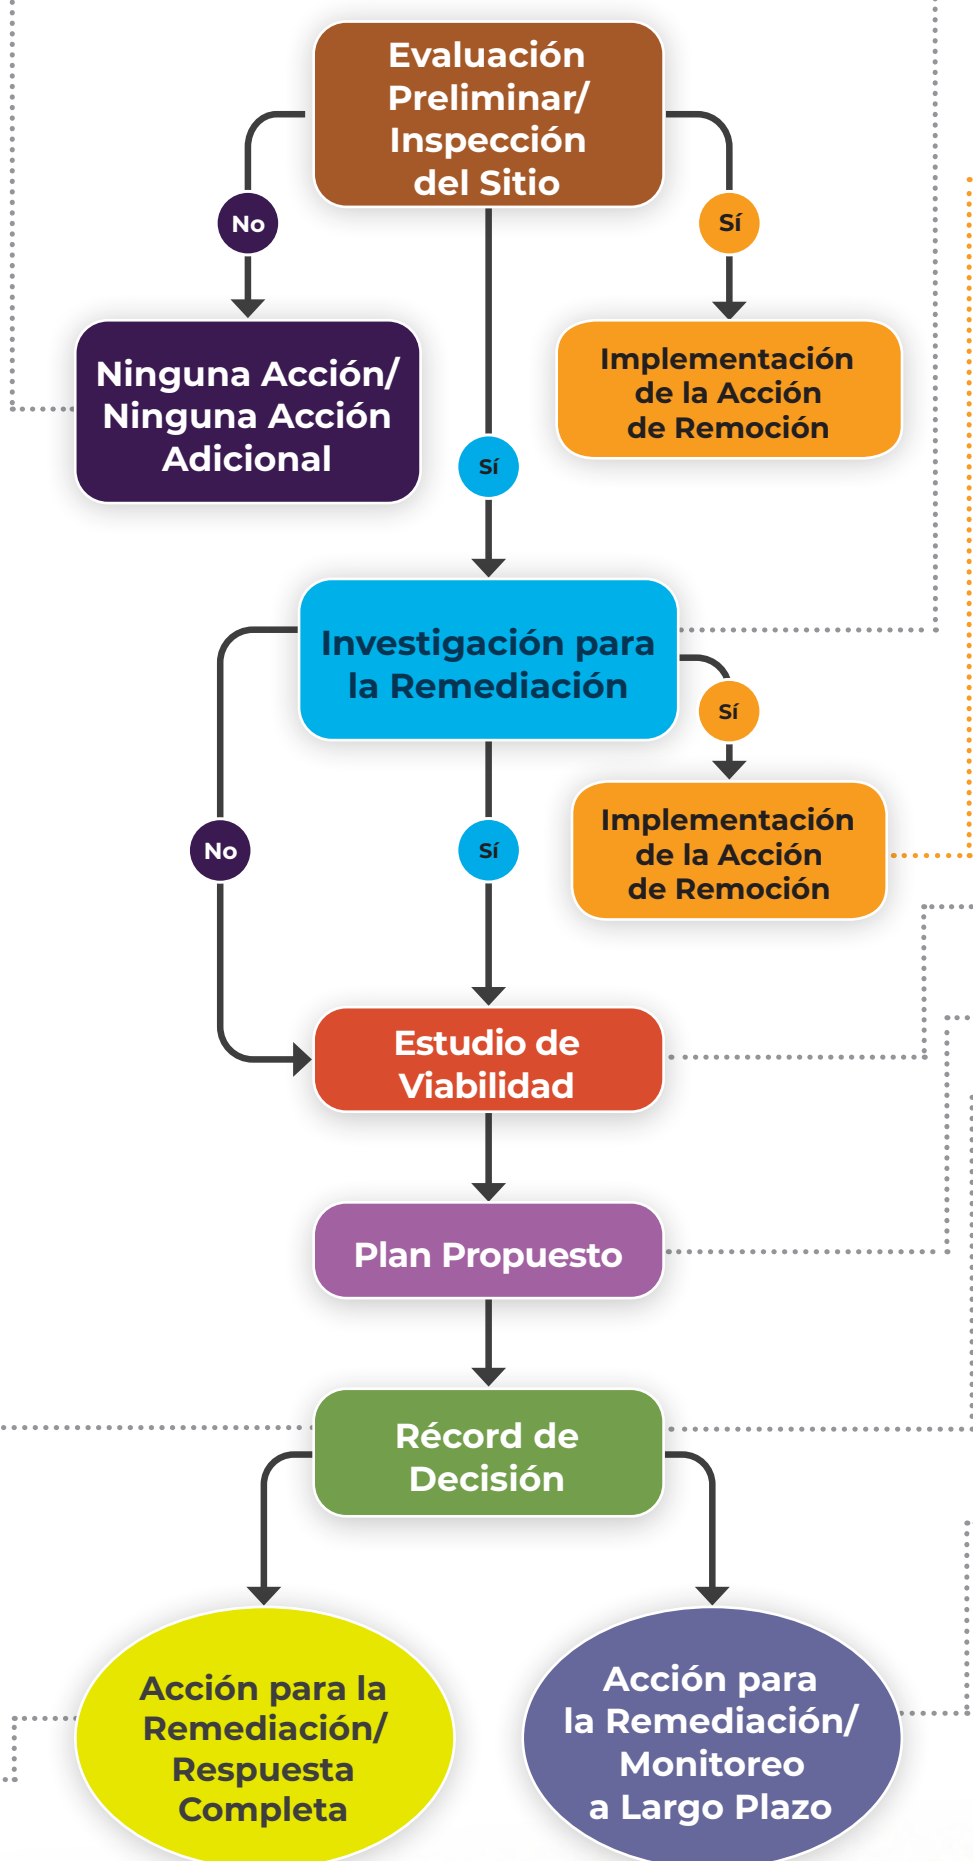 Evaluación
Preliminar/
Inspección
del Sitio
No
Sí
Ninguna Acción/
Ninguna Acción
Adicional
Implementación
de la Acción
de Remoción
Sí
Investigación para
la Remediación
Sí
Implementación
de la Acción
de Remoción
No
Sí
Estudio de
Viabilidad
Plan Propuesto
Récord de
Decisión
Acción para la
Remediación/
Respuesta
Completa
Acción para
la Remediación/
Monitoreo
a Largo Plazo